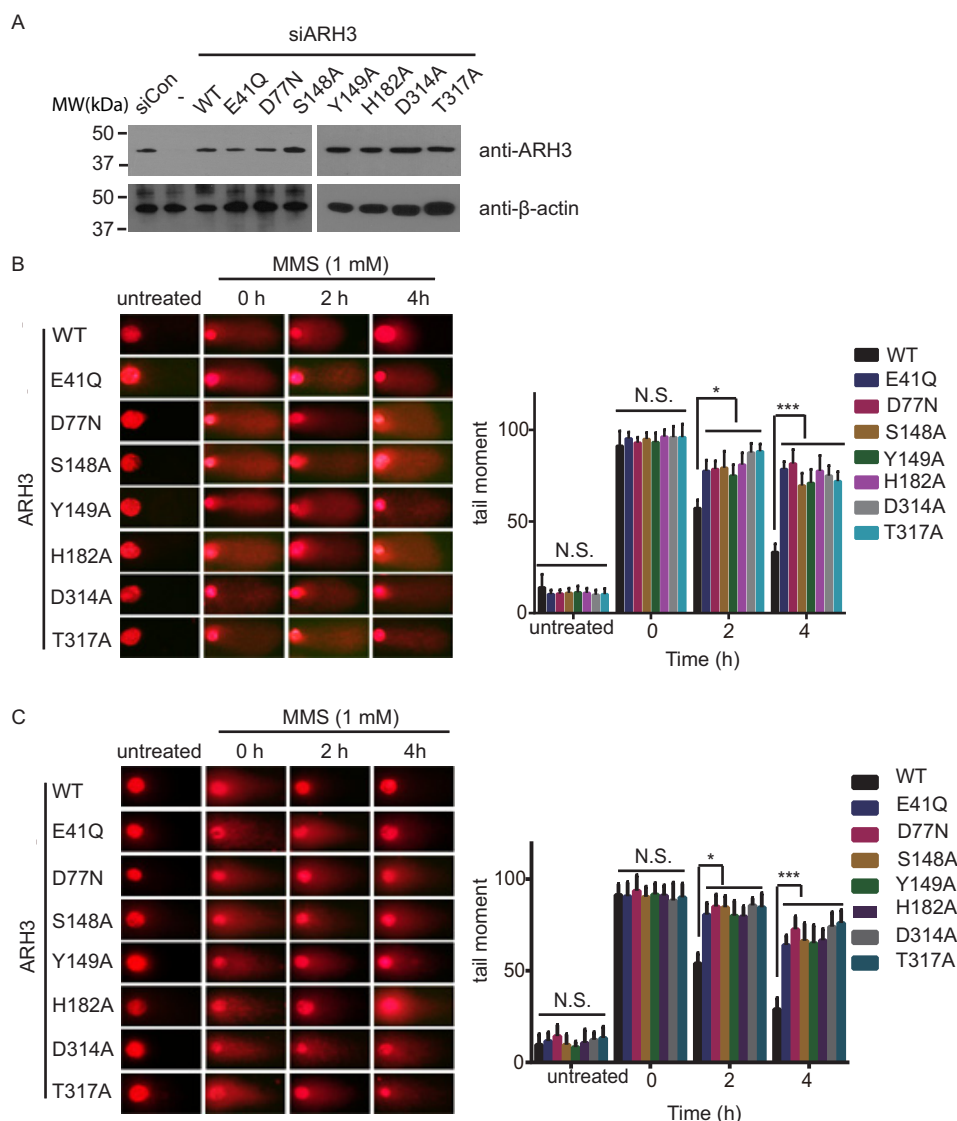 A
siARH3
MW(kDa) siCon - WT E41Q D77N S148A Y149A H182A D314A T317A
50
37
anti-ARH3
50
37
anti-β-actin
B
MMS (1 mM)
untreated 0 h 2 h 4h
ARH3
WT
E41Q
D77N
S148A
Y149A
H182A
D314A
T317A
tail moment
100
50
0
N.S.
N.S.
*
***
untreated 0 2 4
Time (h)
WT
E41Q
D77N
S148A
Y149A
H182A
D314A
T317A
C
MMS (1 mM)
untreated 0 h 2 h 4h
ARH3
WT
E41Q
D77N
S148A
Y149A
H182A
D314A
T317A
tail moment
100
50
0
N.S.
N.S.
*
***
untreated 0 2 4
Time (h)
WT
E41Q
D77N
S148A
Y149A
H182A
D314A
T317A